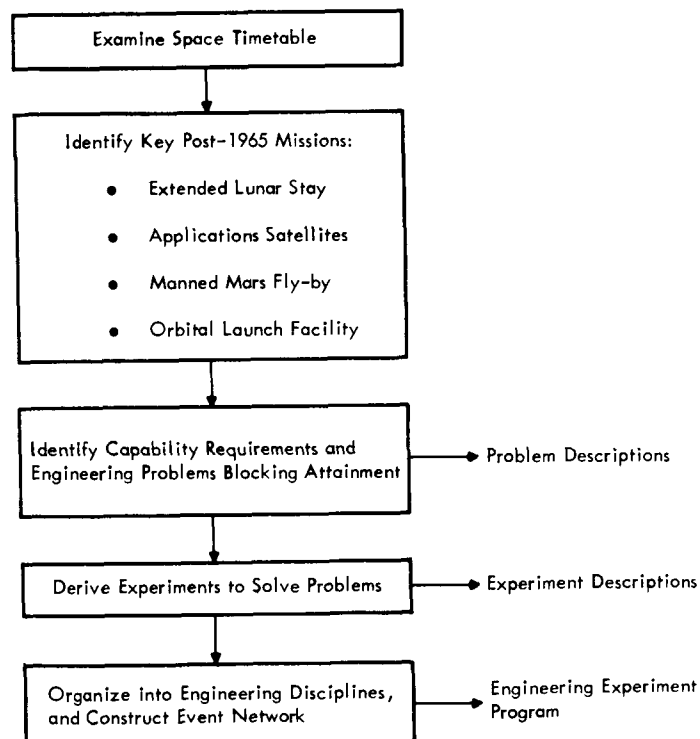 Examine Space Timetable
Identify Key Post-1965 Missions:
● Extended Lunar Stay
● Applications Satellites
● Manned Mars Fly-by
● Orbital Launch Facility
Identify Capability Requirements and
Engineering Problems Blocking Attainment
Problem Descriptions
Derive Experiments to Solve Problems
Experiment Descriptions
Organize into Engineering Disciplines,
and Construct Event Network
Engineering Experiment
Program